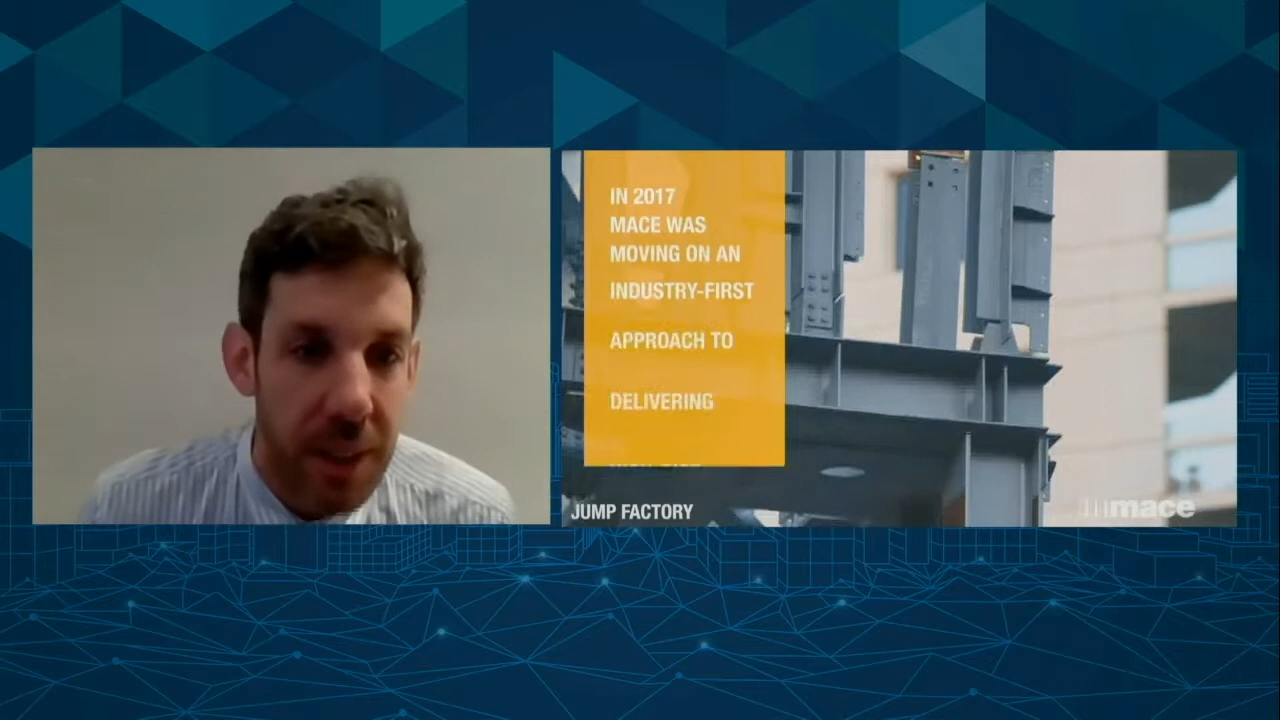 IN 2017
MACE WAS
MOVING ON AN
INDUSTRY-FIRST
APPROACH TO
DELIVERING
JUMP FACTORY
mace